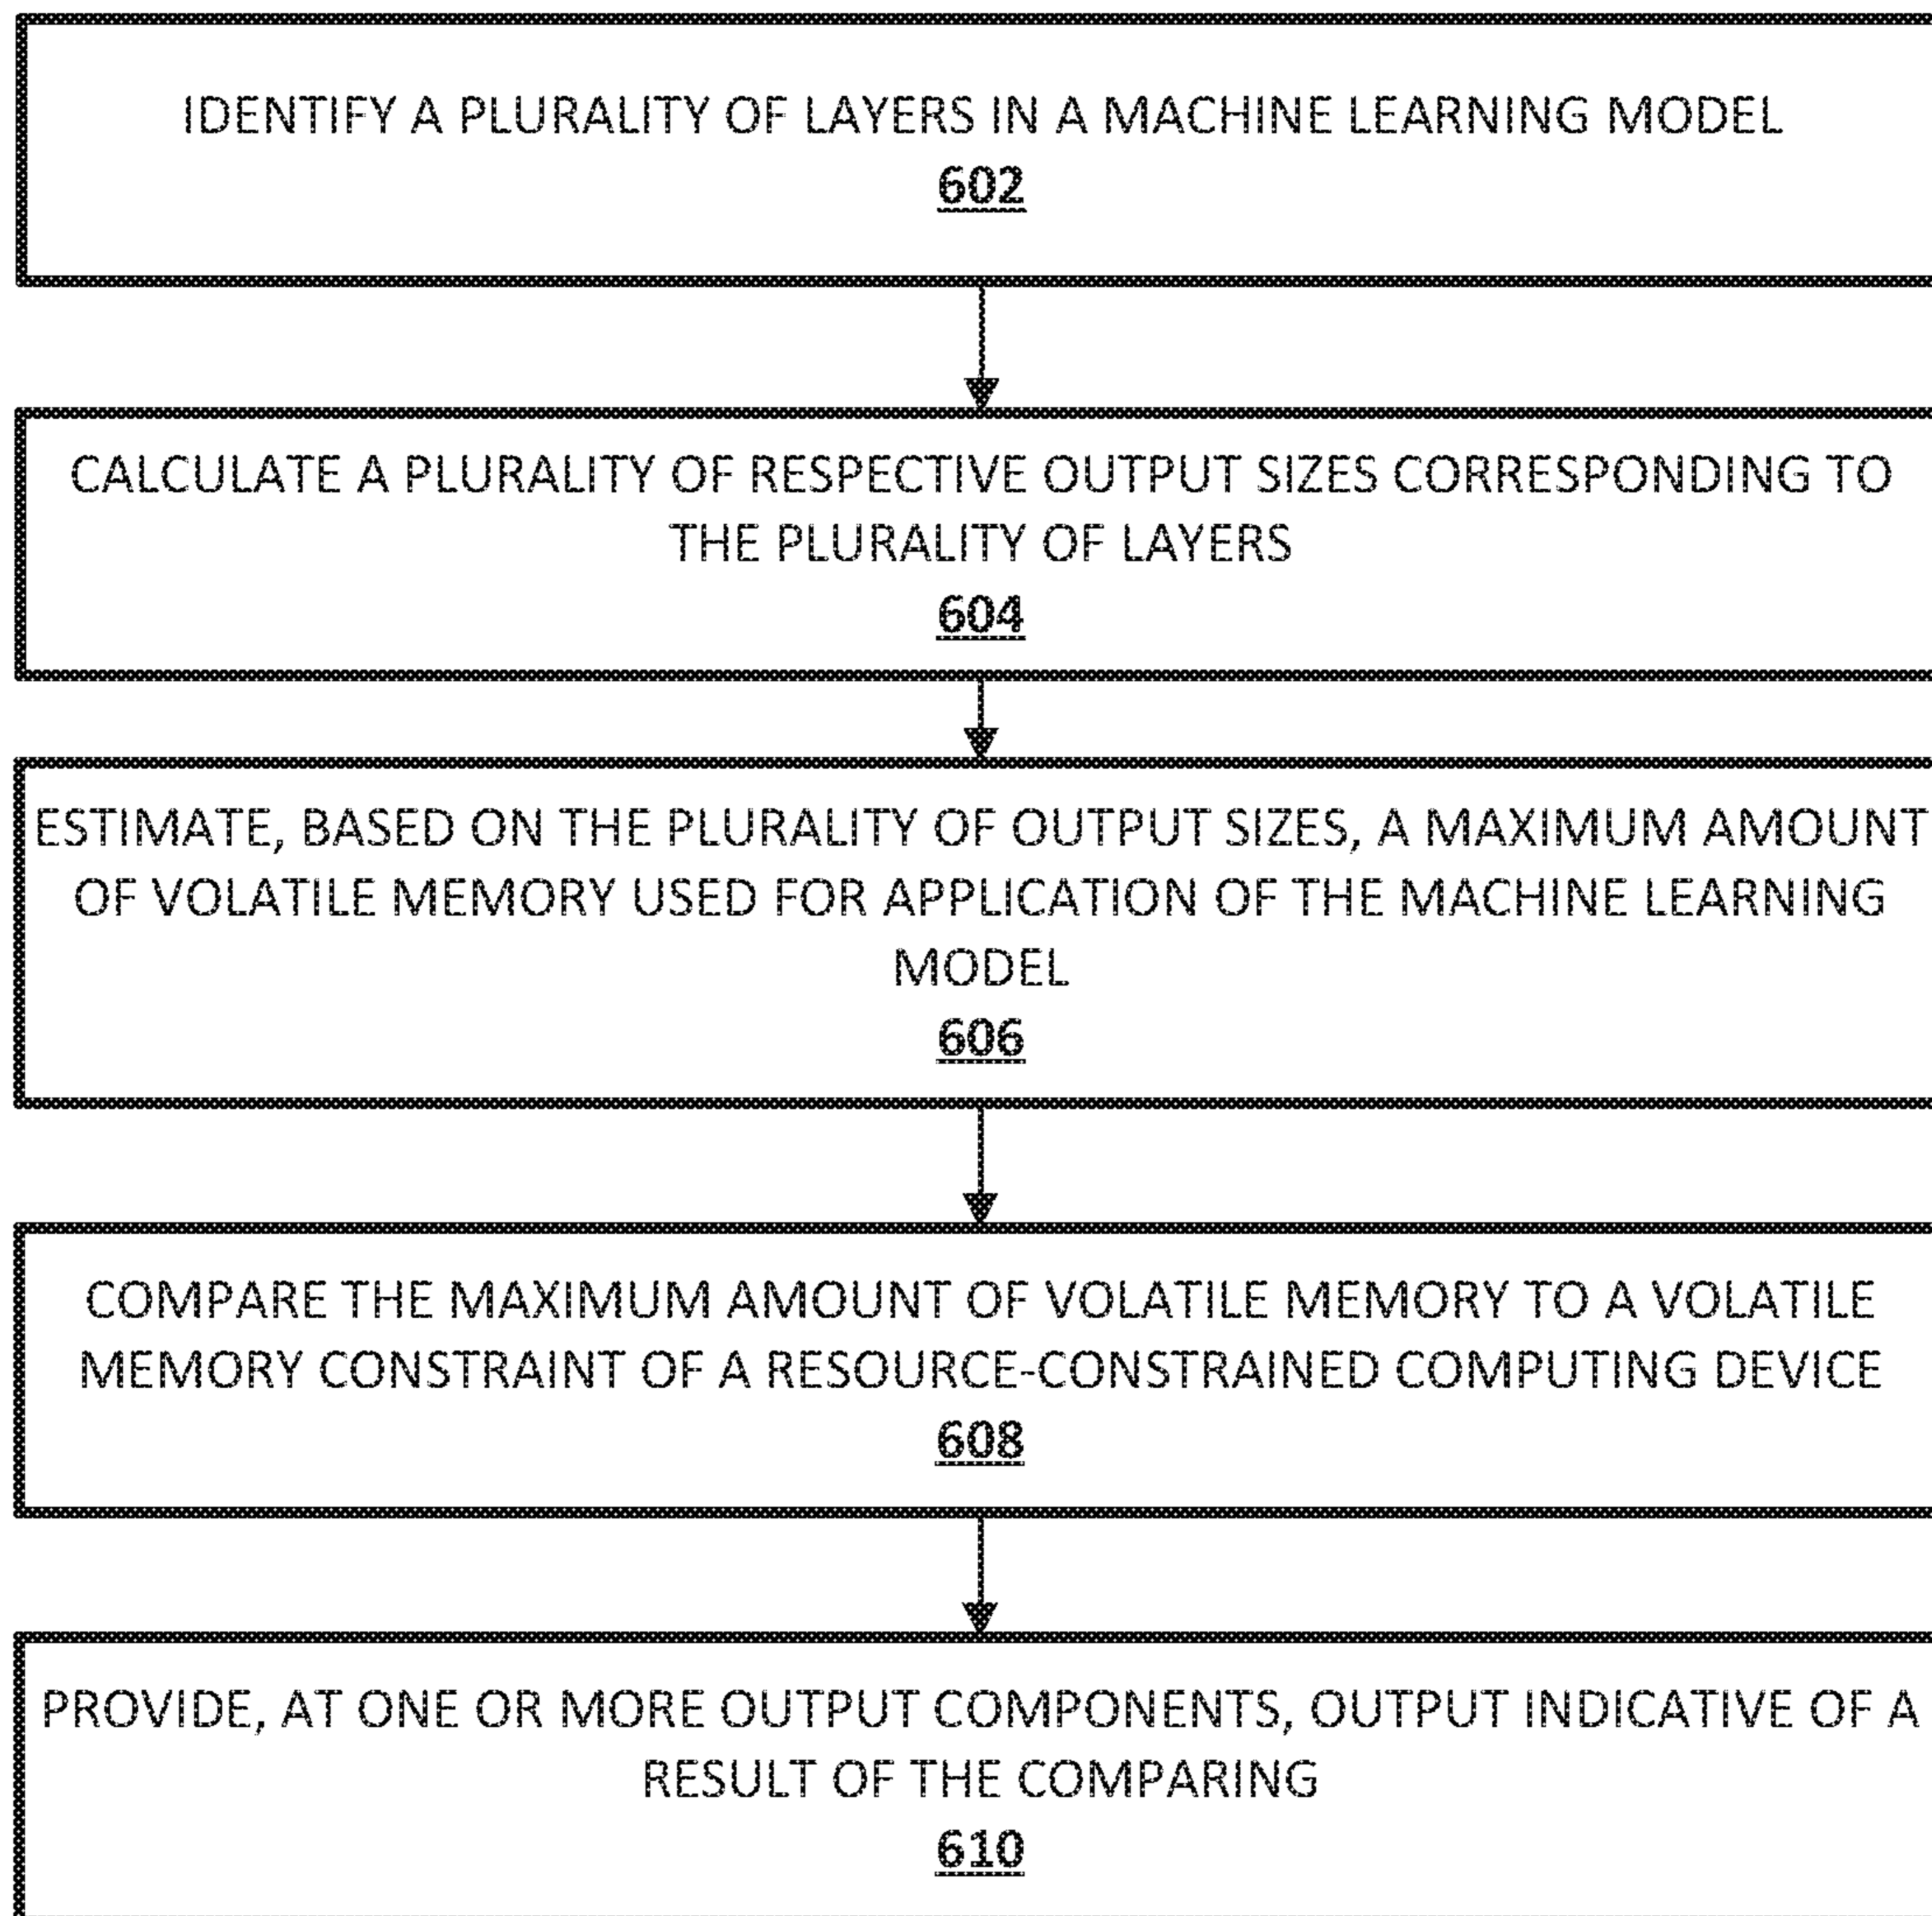 IDENTIFY A PLURALITY OF LAYERS IN A MACHINE LEARNING MODEL
602
CALCULATE A PLURALITY OF RESPECTIVE OUTPUT SIZES CORRESPONDING TO
THE PLURALITY OF LAYERS
604
ESTIMATE, BASED ON THE PLURALITY OF OUTPUT SIZES, A MAXIMUM AMOUNT
OF VOLATILE MEMORY USED FOR APPLICATION OF THE MACHINE LEARNING
MODEL
606
COMPARE THE MAXIMUM AMOUNT OF VOLATILE MEMORY TO A VOLATILE
MEMORY CONSTRAINT OF A RESOURCE-CONSTRAINED COMPUTING DEVICE
608
PROVIDE, AT ONE OR MORE OUTPUT COMPONENTS, OUTPUT INDICATIVE OF A
RESULT OF THE COMPARING
610